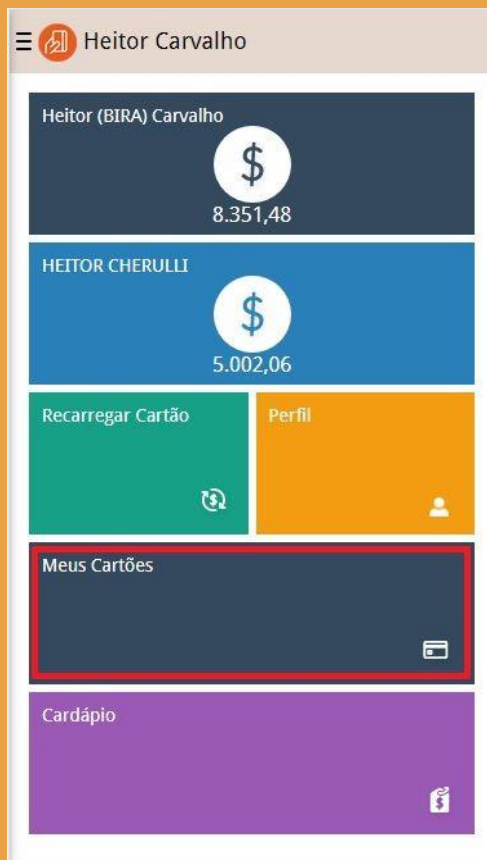 Heitor Carvalho
Heitor (BIRA) Carvalho
$
8.351,48
HEITOR CHERULLI
$
5.002,06
Recarregar Cartão
Perfil
Meus Cartões
Cardápio